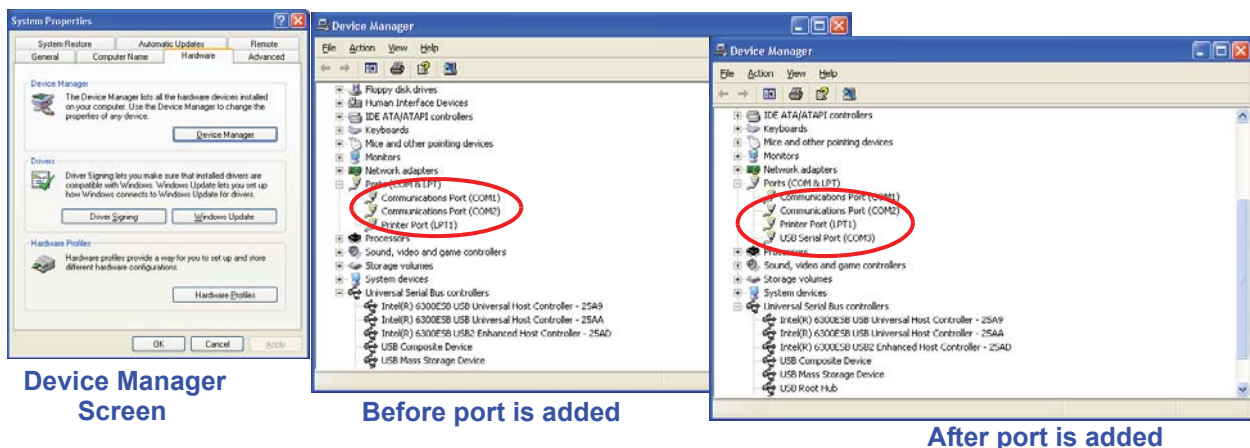 System Properties
System Restore Automatic Updates Remote
General Computer Name Hardware Advanced
Device Manager
The Device Manager lists all the hardware devices installed
on your computer. Use the Device Manager to change the
properties of any device.
Device Manager
Drivers
Driver Signing lets you make sure that installed drivers are
compatible with Windows. Windows Update lets you set up
how Windows connects to Windows Update for drivers.
Driver Signing Windows Update
Hardware Profiles
Hardware profiles provide a way for you to set up and store
different hardware configurations.
Hardware Profiles
OK Cancel Apply
Device Manager
Screen
Device Manager
File Action View Help
Floppy disk drives
Human Interface Devices
IDE ATA/ATAPI controllers
Keyboards
Mice and other pointing devices
Monitors
Network adapters
Ports (COM & LPT)
Communications Port (COM1)
Communications Port (COM2)
Printer Port (LPT1)
Processors
Sound, video and game controllers
Storage volumes
System devices
Universal Serial Bus controllers
Intel(R) 6300ESB USB Universal Host Controller - 25A9
Intel(R) 6300ESB USB Universal Host Controller - 25AA
Intel(R) 6300ESB USB2 Enhanced Host Controller - 25AD
USB Composite Device
USB Mass Storage Device
Before port is added
Device Manager
File Action View Help
IDE ATA/ATAPI controllers
Keyboards
Mice and other pointing devices
Monitors
Network adapters
Ports (COM & LPT)
Communications Port (COM1)
Communications Port (COM2)
Printer Port (LPT1)
USB Serial Port (COM3)
Processors
Sound, video and game controllers
Storage volumes
System devices
Universal Serial Bus controllers
Intel(R) 6300ESB USB Universal Host Controller - 25A9
Intel(R) 6300ESB USB Universal Host Controller - 25AA
Intel(R) 6300ESB USB2 Enhanced Host Controller - 25AD
USB Composite Device
USB Mass Storage Device
USB Root Hub
After port is added